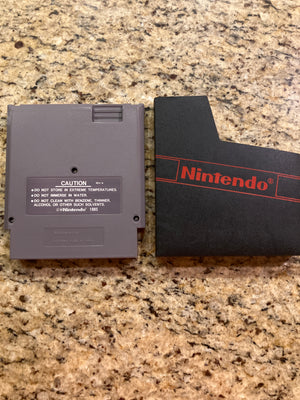 CAUTION
●DO NOT STORE IN EXTREME TEMPERATURES.
●DO NOT IMMERSE IN WATER.
●DO NOT CLEAN WITH BENZENE, THINNER,
ALCOHOL OR OTHER SUCH SOLVENTS.
©Nintendo 1985
Nintendo®